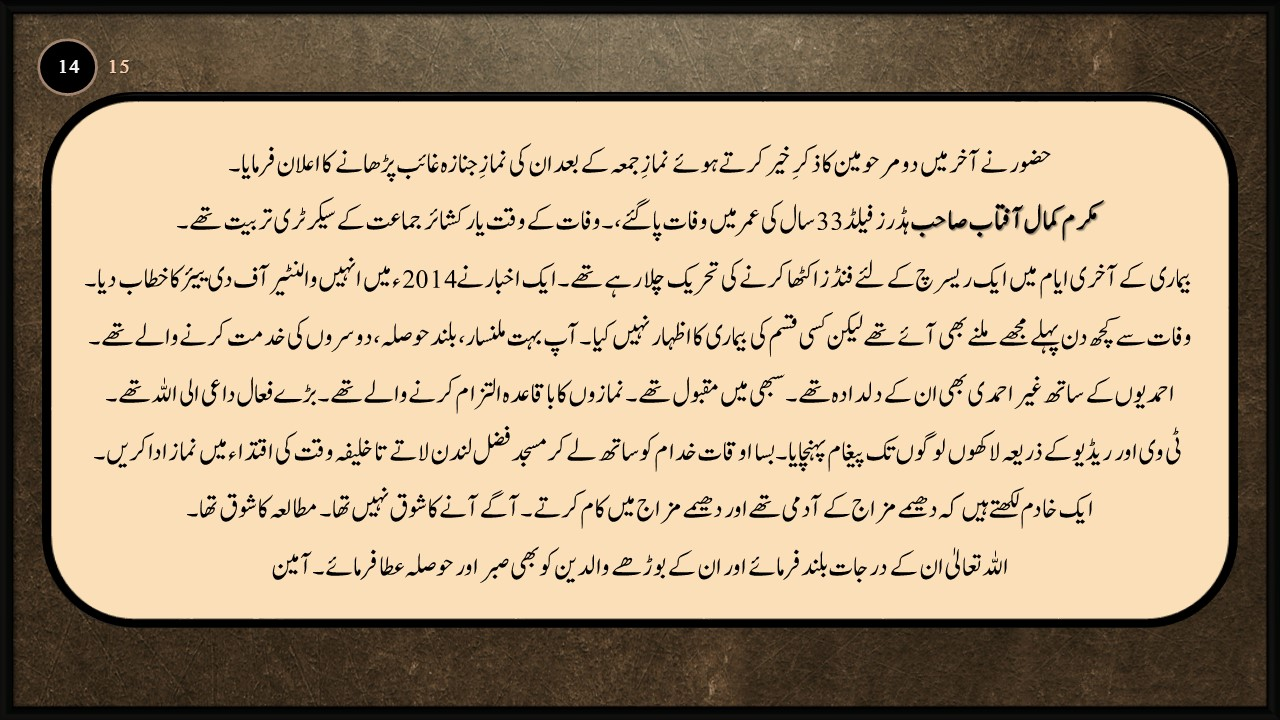 14 15
حضور نے آخر میں دو مرحومین کا ذکرِ خیر کرتے ہوئے نمازِ جمعہ کے بعد ان کی نمازِ جنازہ غائب پڑھانے کا اعلان فرمایا۔
مکرم کمال آفتاب صاحب ہڈرز فیلڈ 33 سال کی عمر میں وفات پا گئے،۔وفات کے وقت یارکشائر جماعت کے سیکرٹری تربیت تھے۔
بیماری کے آخری ایام میں ایک ریسرچ کے لئے فنڈز اکٹھا کرنے کی تحریک چلا رہے تھے۔ایک اخبار نے2014ء میں انہیں والنٹیر آف دی ییئر کا خطاب دیا۔
وفات سے کچھ دن پہلے مجھے ملنے بھی آئے تھے لیکن کسی قسم کی بیماری کا اظہار نہیں کیا۔ آپ بہت ملنسار، بلند حوصلہ، دوسروں کی خدمت کرنے والے تھے۔
احمدیوں کے ساتھ غیر احمدی بھی ان کے دلدادہ تھے۔ سبھی میں مقبول تھے۔ نمازوں کا باقاعدہ التزام کرنے والے تھے۔ بڑے فعال داعی الی اللہ تھے۔
ٹی وی اور ریڈیو کے ذریعہ لاکھوں لوگوں تک پیغام پہنچایا۔بسا اوقات خدام کو ساتھ لے کر مسجد فضل لندن لاتے تا خلیفہ وقت کی اقتداء میں نماز ادا کریں۔
ایک خادم لکھتے ہیں کہ دھیمے مزاج کے آدمی تھے اور دھیمے مزاج میں کام کرتے۔ آگے آنے کا شوق نہیں تھا۔ مطالعہ کا شوق تھا۔
اللہ تعالیٰ ان کے درجات بلند فرمائے اور ان کے بوڑھے والدین کو بھی صبر اور حوصلہ عطا فرمائے۔ آمین